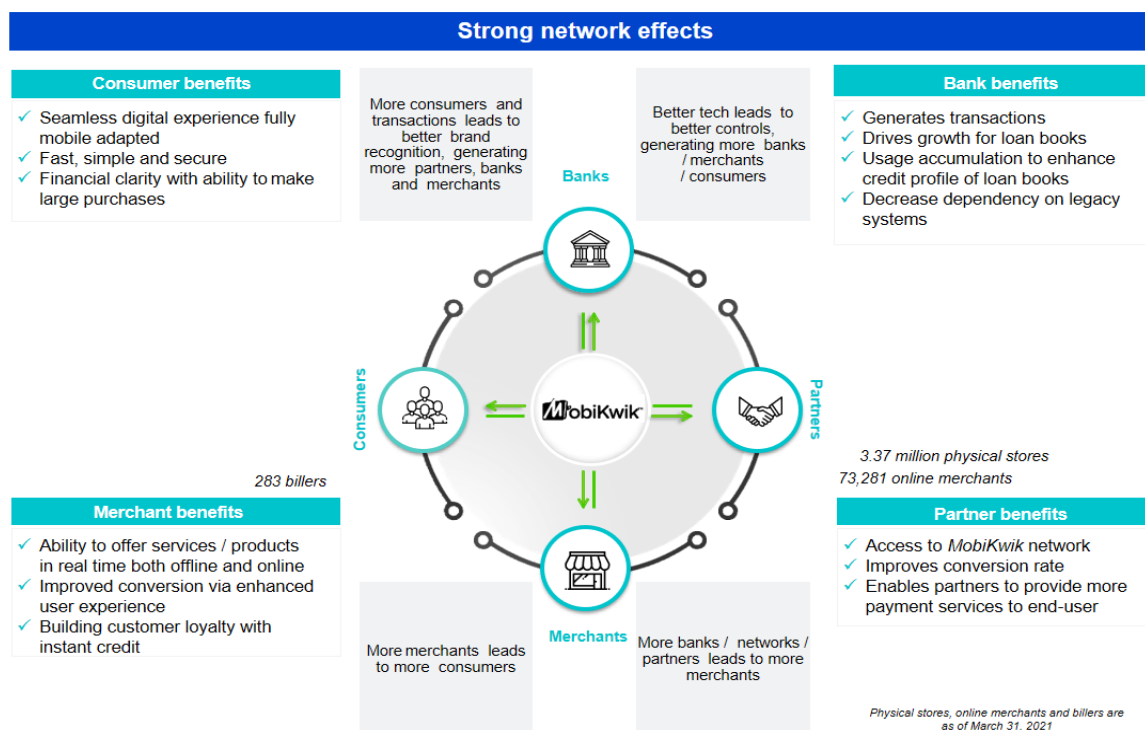 Strong network effects
Consumer benefits
✓ Seamless digital experience fully
mobile adapted
✓ Fast, simple and secure
✓ Financial clarity with ability to make
large purchases
More consumers and
transactions leads to
better brand
recognition, generating
more partners, banks
and merchants
Better tech leads to
better controls,
generating more banks
/ merchants
/ consumers
Bank benefits
✓ Generates transactions
✓ Drives growth for loan books
✓ Usage accumulation to enhance
credit profile of loan books
✓ Decrease dependency on legacy
systems
Banks
Consumers
MobiKwik
Partners
283 billers
3.37 million physical stores
73,281 online merchants
Merchant benefits
✓ Ability to offer services / products
in real time both offline and online
✓ Improved conversion via enhanced
user experience
✓ Building customer loyalty with
instant credit
Merchants
More merchants leads
to more consumers
More banks / networks /
partners leads to more
merchants
Partner benefits
✓ Access to MobiKwik network
✓ Improves conversion rate
✓ Enables partners to provide more
payment services to end-user
Physical stores, online merchants and billers are
as of March 31, 2021